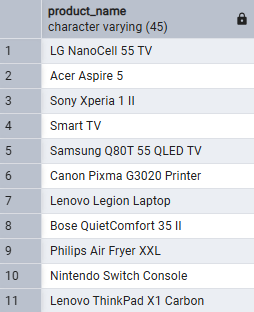 product_name
character varying (45)
1 LG NanoCell 55 TV
2 Acer Aspire 5
3 Sony Xperia 1 II
4 Smart TV
5 Samsung Q80T 55 QLED TV
6 Canon Pixma G3020 Printer
7 Lenovo Legion Laptop
8 Bose QuietComfort 35 II
9 Philips Air Fryer XXL
10 Nintendo Switch Console
11 Lenovo ThinkPad X1 Carbon